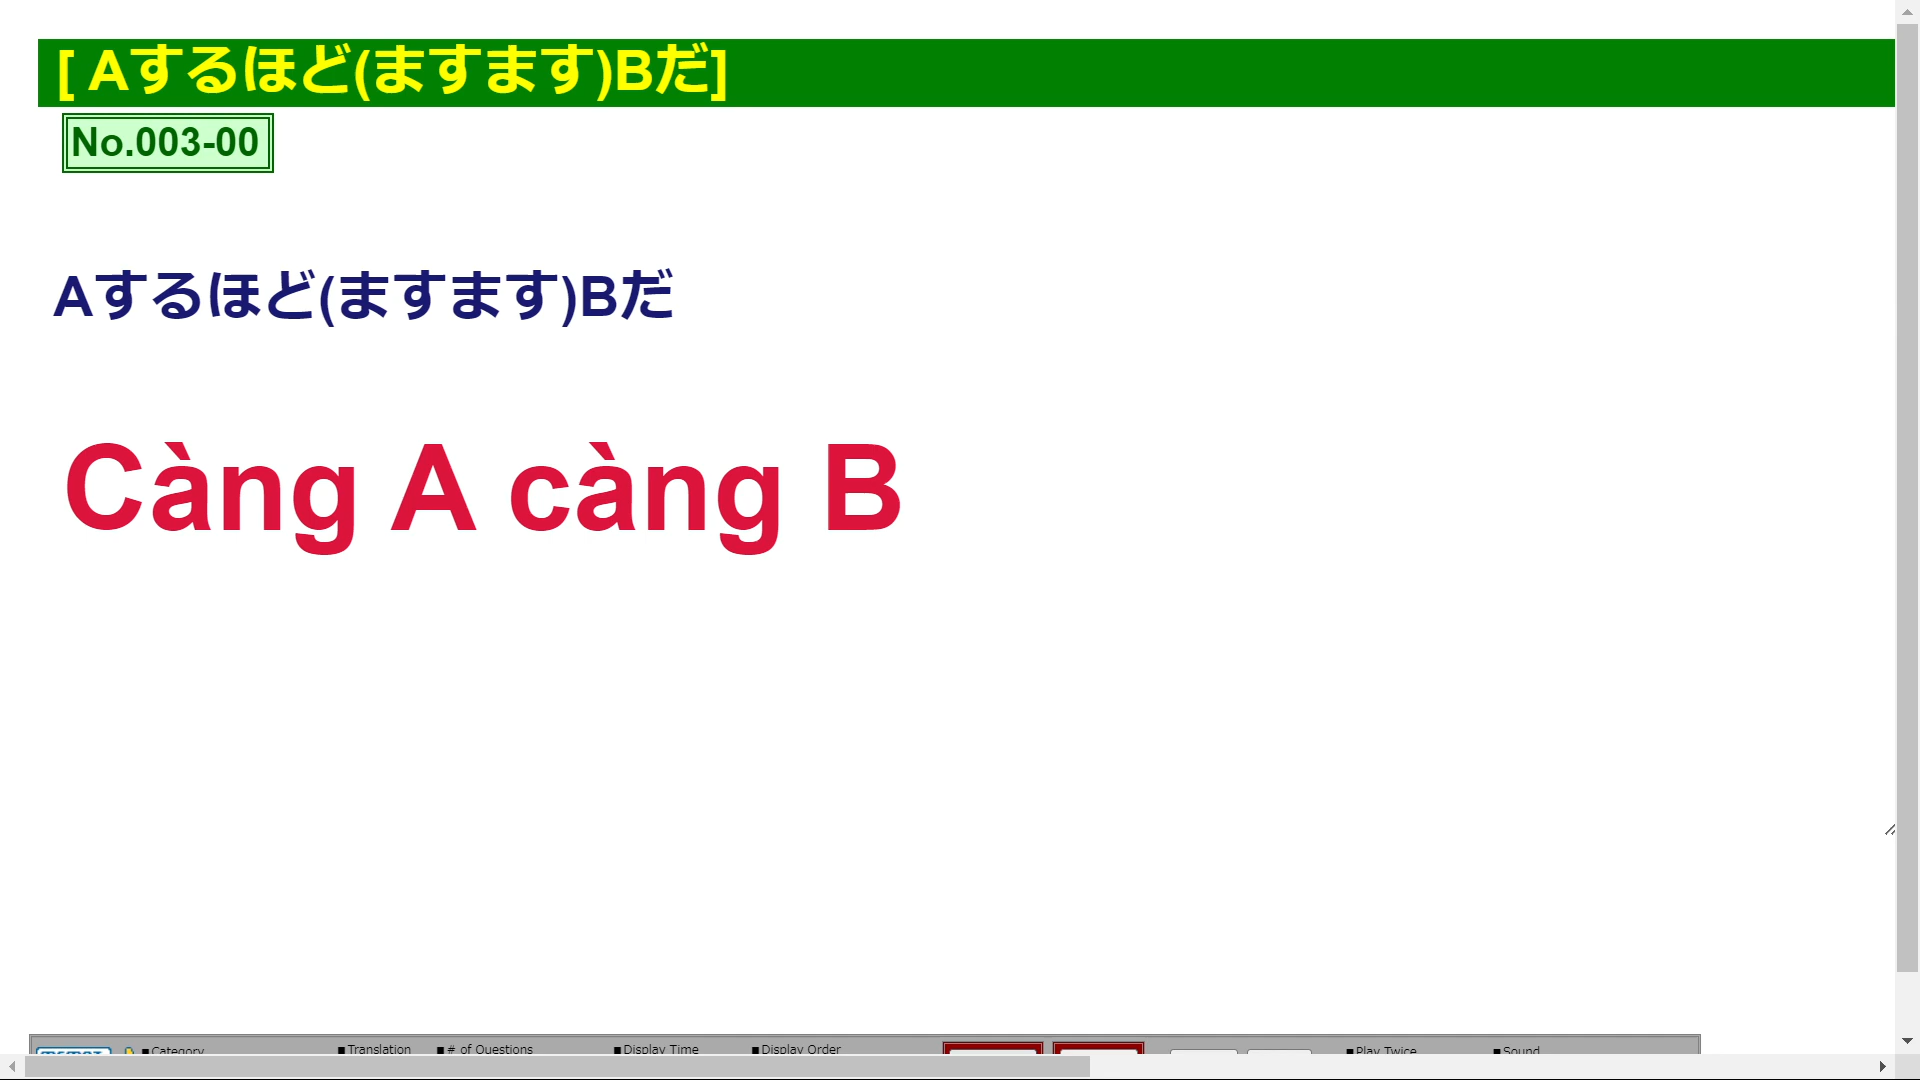 [ Aするほど(ますます)Bだ]
No.003-00
Aするほど(ますます)Bだ
Càng A càng B
■Category ■Translation ■# of Questions ■Display Time ■Display Order ■Play Twice ■Sound